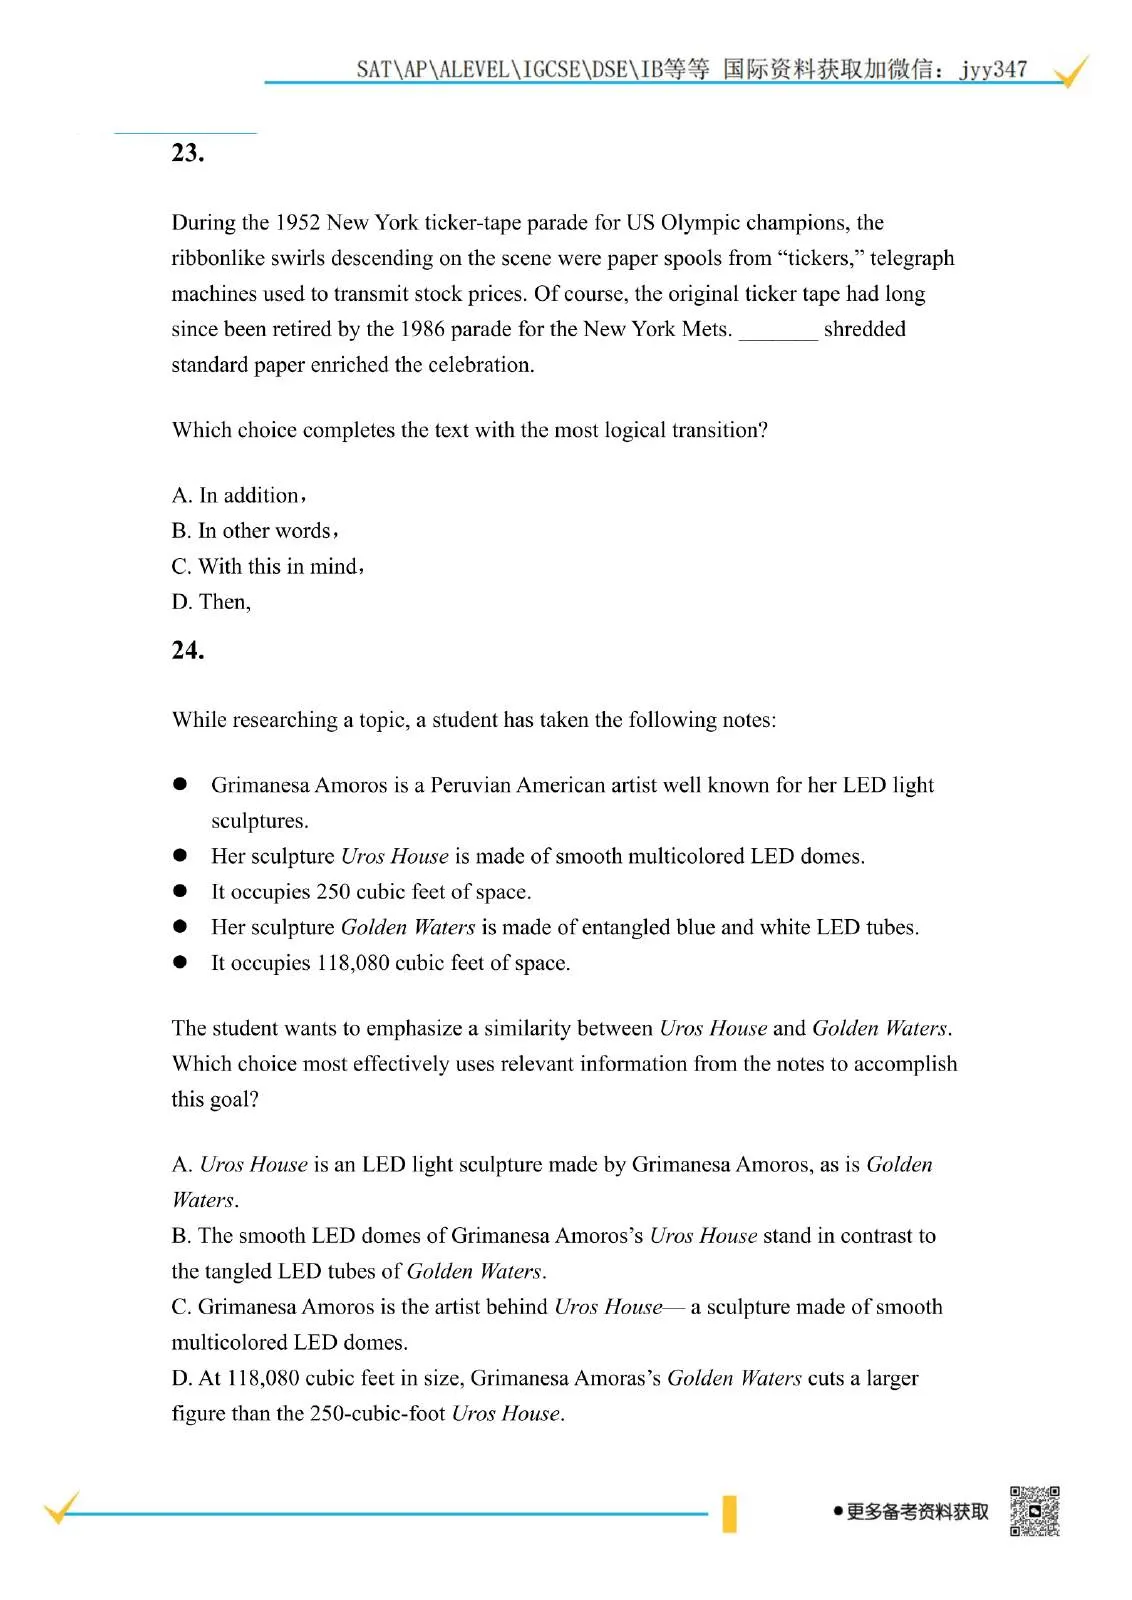 SAT\AP\ALEVEL\IGCSE\DSE\IB等等 国际资料获取加微信：jyy347
23.
During the 1952 New York ticker-tape parade for US Olympic champions, the
ribbonlike swirls descending on the scene were paper spools from “tickers,” telegraph
machines used to transmit stock prices. Of course, the original ticker tape had long
since been retired by the 1986 parade for the New York Mets. _______ shredded
standard paper enriched the celebration.
Which choice completes the text with the most logical transition?
A. In addition，
B. In other words，
C. With this in mind，
D. Then,
24.
While researching a topic, a student has taken the following notes:
● Grimanesa Amoros is a Peruvian American artist well known for her LED light
sculptures.
● Her sculpture Uros House is made of smooth multicolored LED domes.
● It occupies 250 cubic feet of space.
● Her sculpture Golden Waters is made of entangled blue and white LED tubes.
● It occupies 118,080 cubic feet of space.
The student wants to emphasize a similarity between Uros House and Golden Waters.
Which choice most effectively uses relevant information from the notes to accomplish
this goal?
A. Uros House is an LED light sculpture made by Grimanesa Amoros, as is Golden
Waters.
B. The smooth LED domes of Grimanesa Amoros’s Uros House stand in contrast to
the tangled LED tubes of Golden Waters.
C. Grimanesa Amoros is the artist behind Uros House— a sculpture made of smooth
multicolored LED domes.
D. At 118,080 cubic feet in size, Grimanesa Amoras’s Golden Waters cuts a larger
figure than the 250-cubic-foot Uros House.
●更多备考资料获取